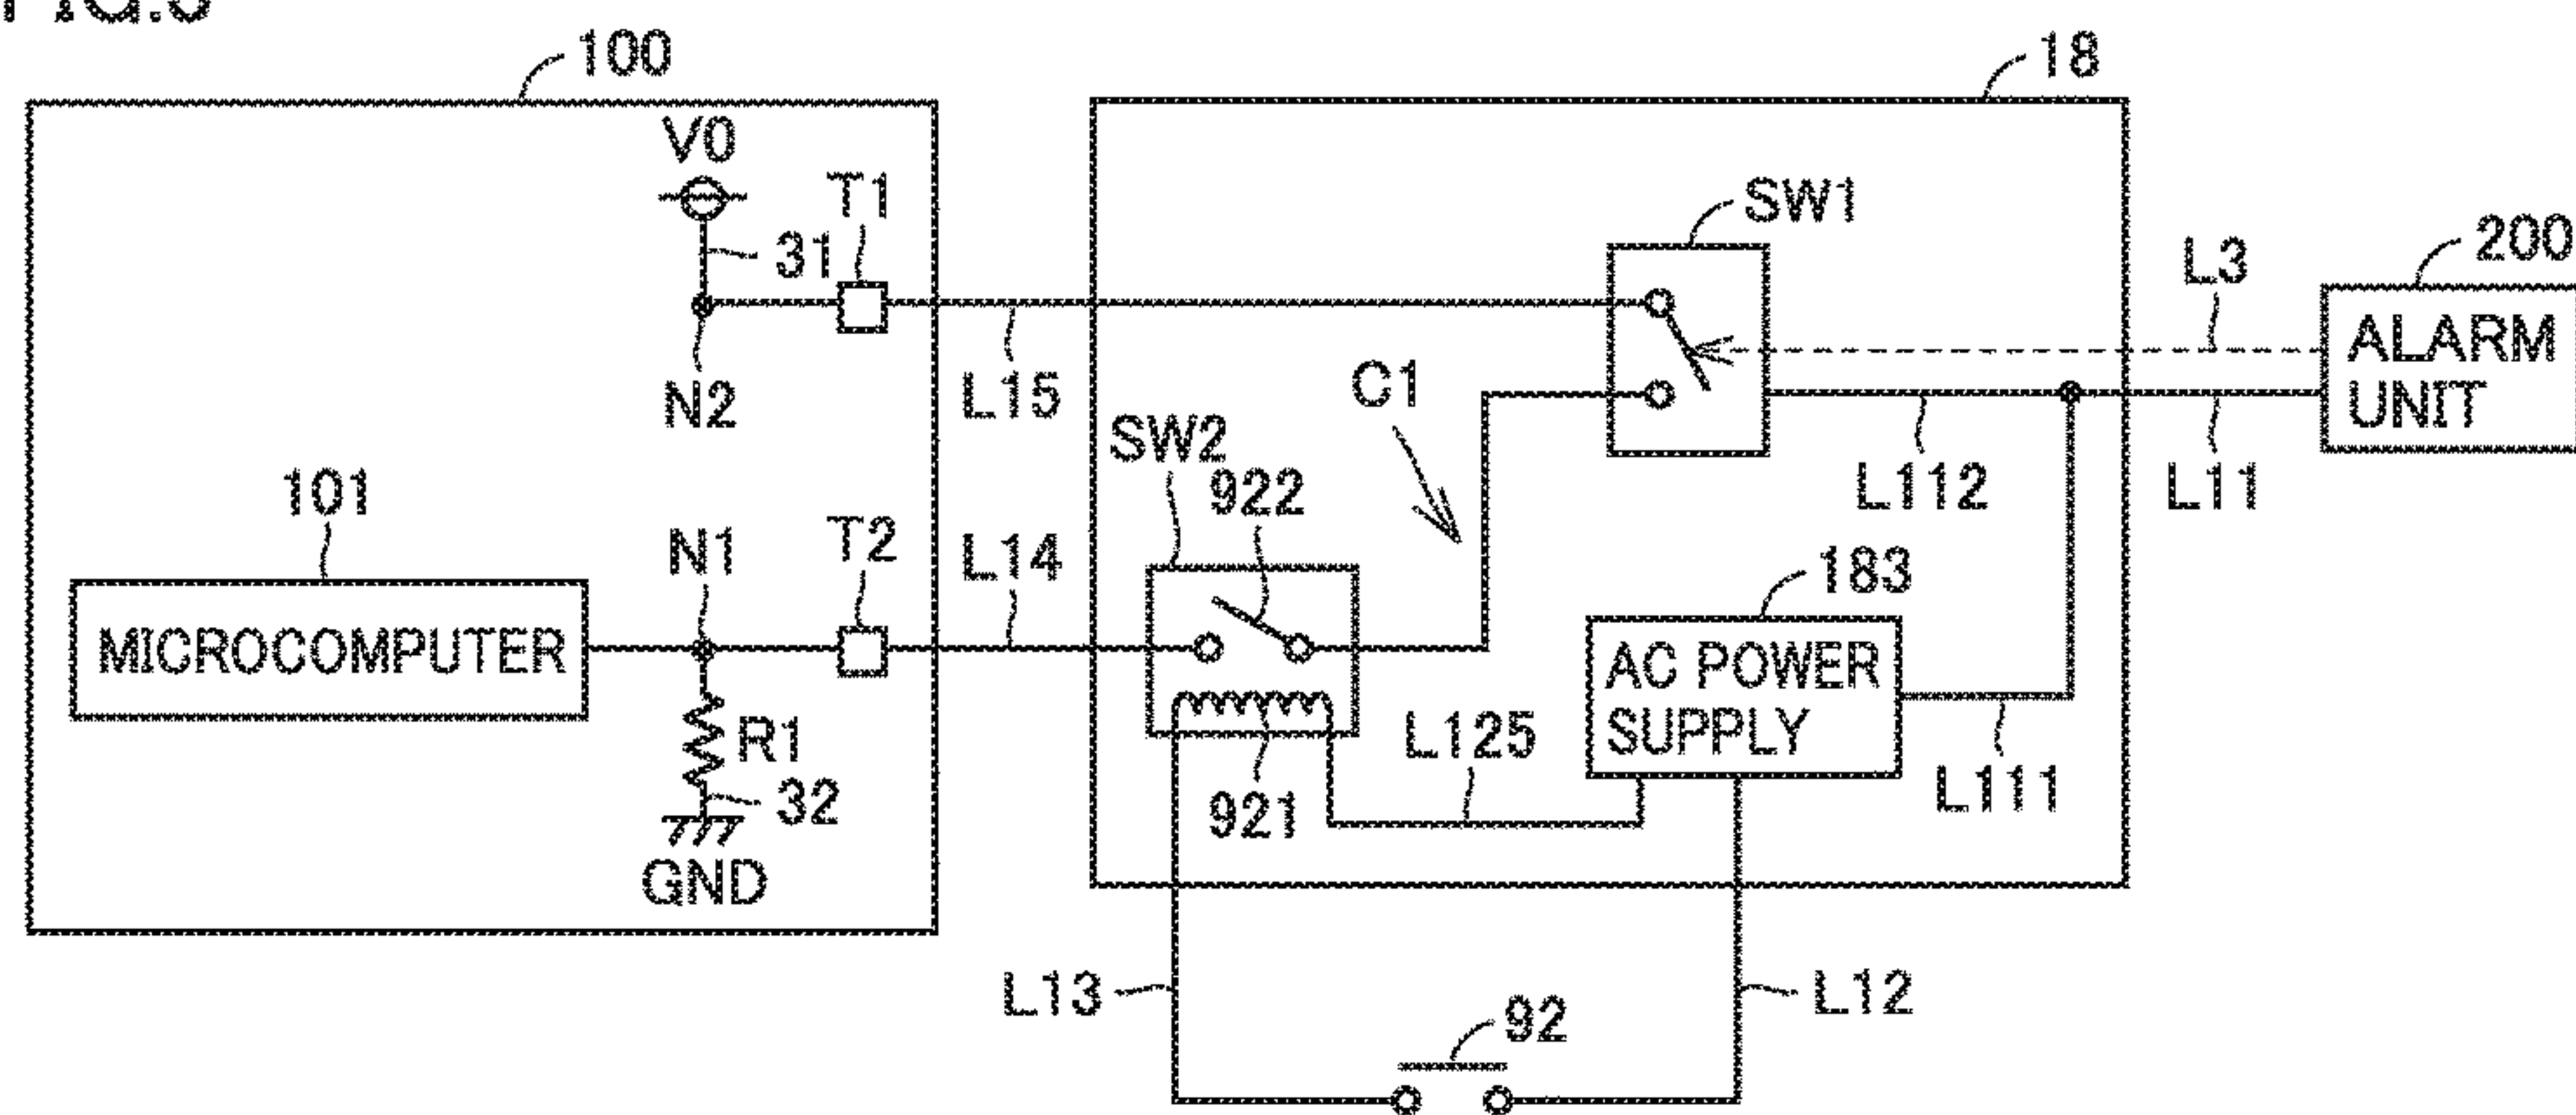 100
18
V0
T1
31
SW1
L3
200
ALARM
UNIT
N2
L15
C1
SW2
922
L112
L11
101
N1
T2
L14
183
MICROCOMPUTER
AC POWER
SUPPLY
R1
32
GND
921
L125
L111
L13
L12
92